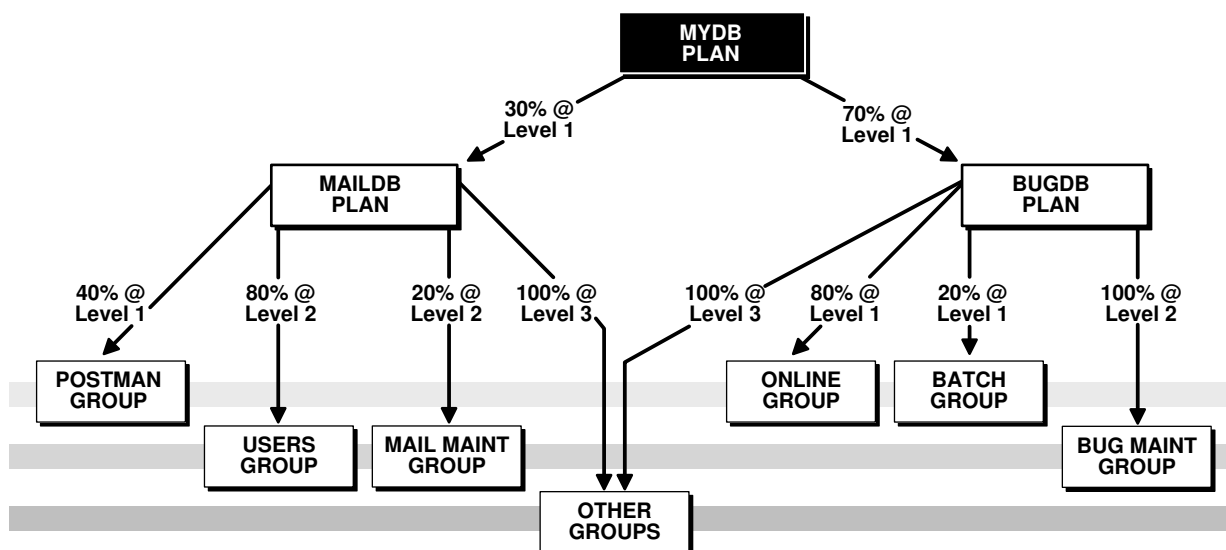 MYDB
PLAN
30% @
Level 1
70% @
Level 1
MAILDB
PLAN
BUGDB
PLAN
40% @
Level 1
80% @
Level 2
20% @
Level 2
100% @
Level 3
100% @
Level 3
80% @
Level 1
20% @
Level 1
100% @
Level 2
POSTMAN
GROUP
ONLINE
GROUP
BATCH
GROUP
USERS
GROUP
MAIL MAINT
GROUP
BUG MAINT
GROUP
OTHER
GROUPS